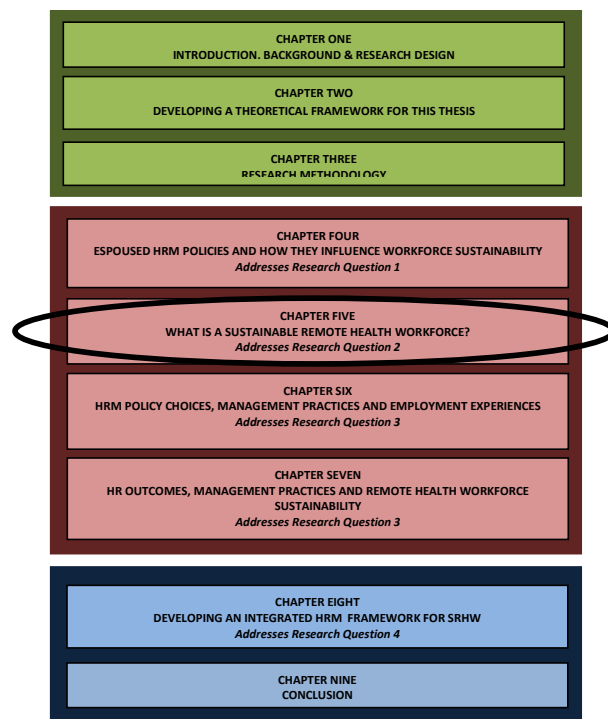 CHAPTER ONE
INTRODUCTION. BACKGROUND & RESEARCH DESIGN
CHAPTER TWO
DEVELOPING A THEORETICAL FRAMEWORK FOR THIS THESIS
CHAPTER THREE
RESEARCH METHODOLOGY
CHAPTER FOUR
ESPOUSED HRM POLICIES AND HOW THEY INFLUENCE WORKFORCE SUSTAINABILITY
Addresses Research Question 1
CHAPTER FIVE
WHAT IS A SUSTAINABLE REMOTE HEALTH WORKFORCE?
Addresses Research Question 2
CHAPTER SIX
HRM POLICY CHOICES, MANAGEMENT PRACTICES AND EMPLOYMENT EXPERIENCES
Addresses Research Question 3
CHAPTER SEVEN
HR OUTCOMES, MANAGEMENT PRACTICES AND REMOTE HEALTH WORKFORCE
SUSTAINABILITY
Addresses Research Question 3
CHAPTER EIGHT
DEVELOPING AN INTEGRATED HRM FRAMEWORK FOR SRHW
Addresses Research Question 4
CHAPTER NINE
CONCLUSION